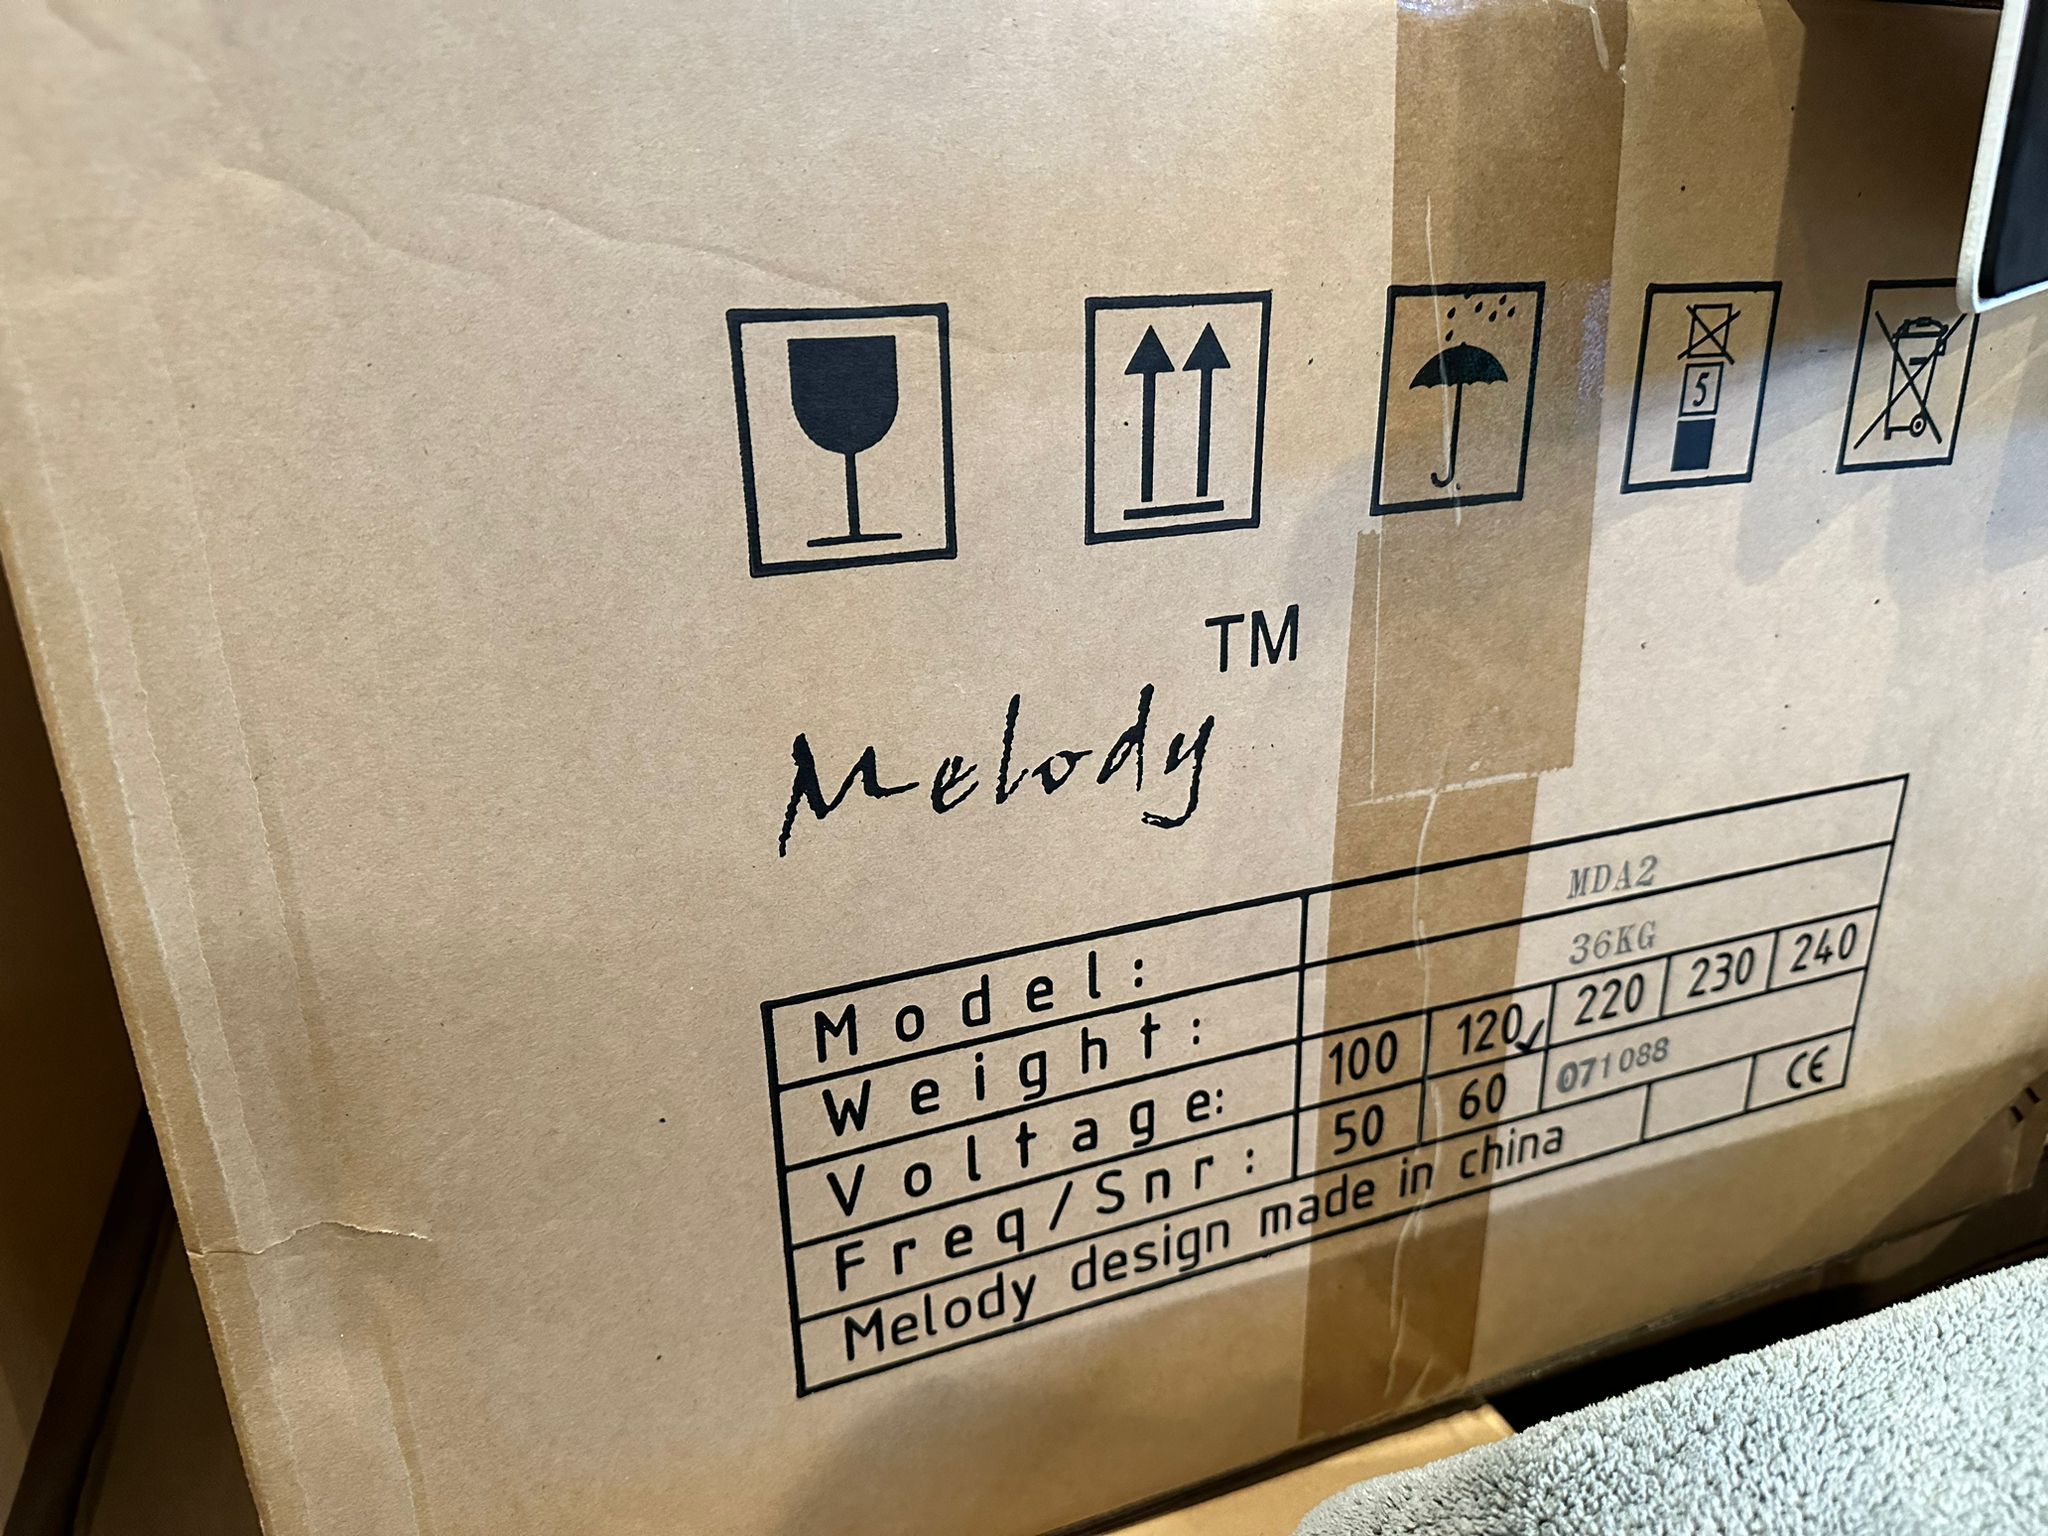 5
TM
Melody
Model: MDA2
Weight: 36KG
Voltage: 100 120✓ 220 230 240
Freq/Snr: 50 60 071088
Melody design made in china CE